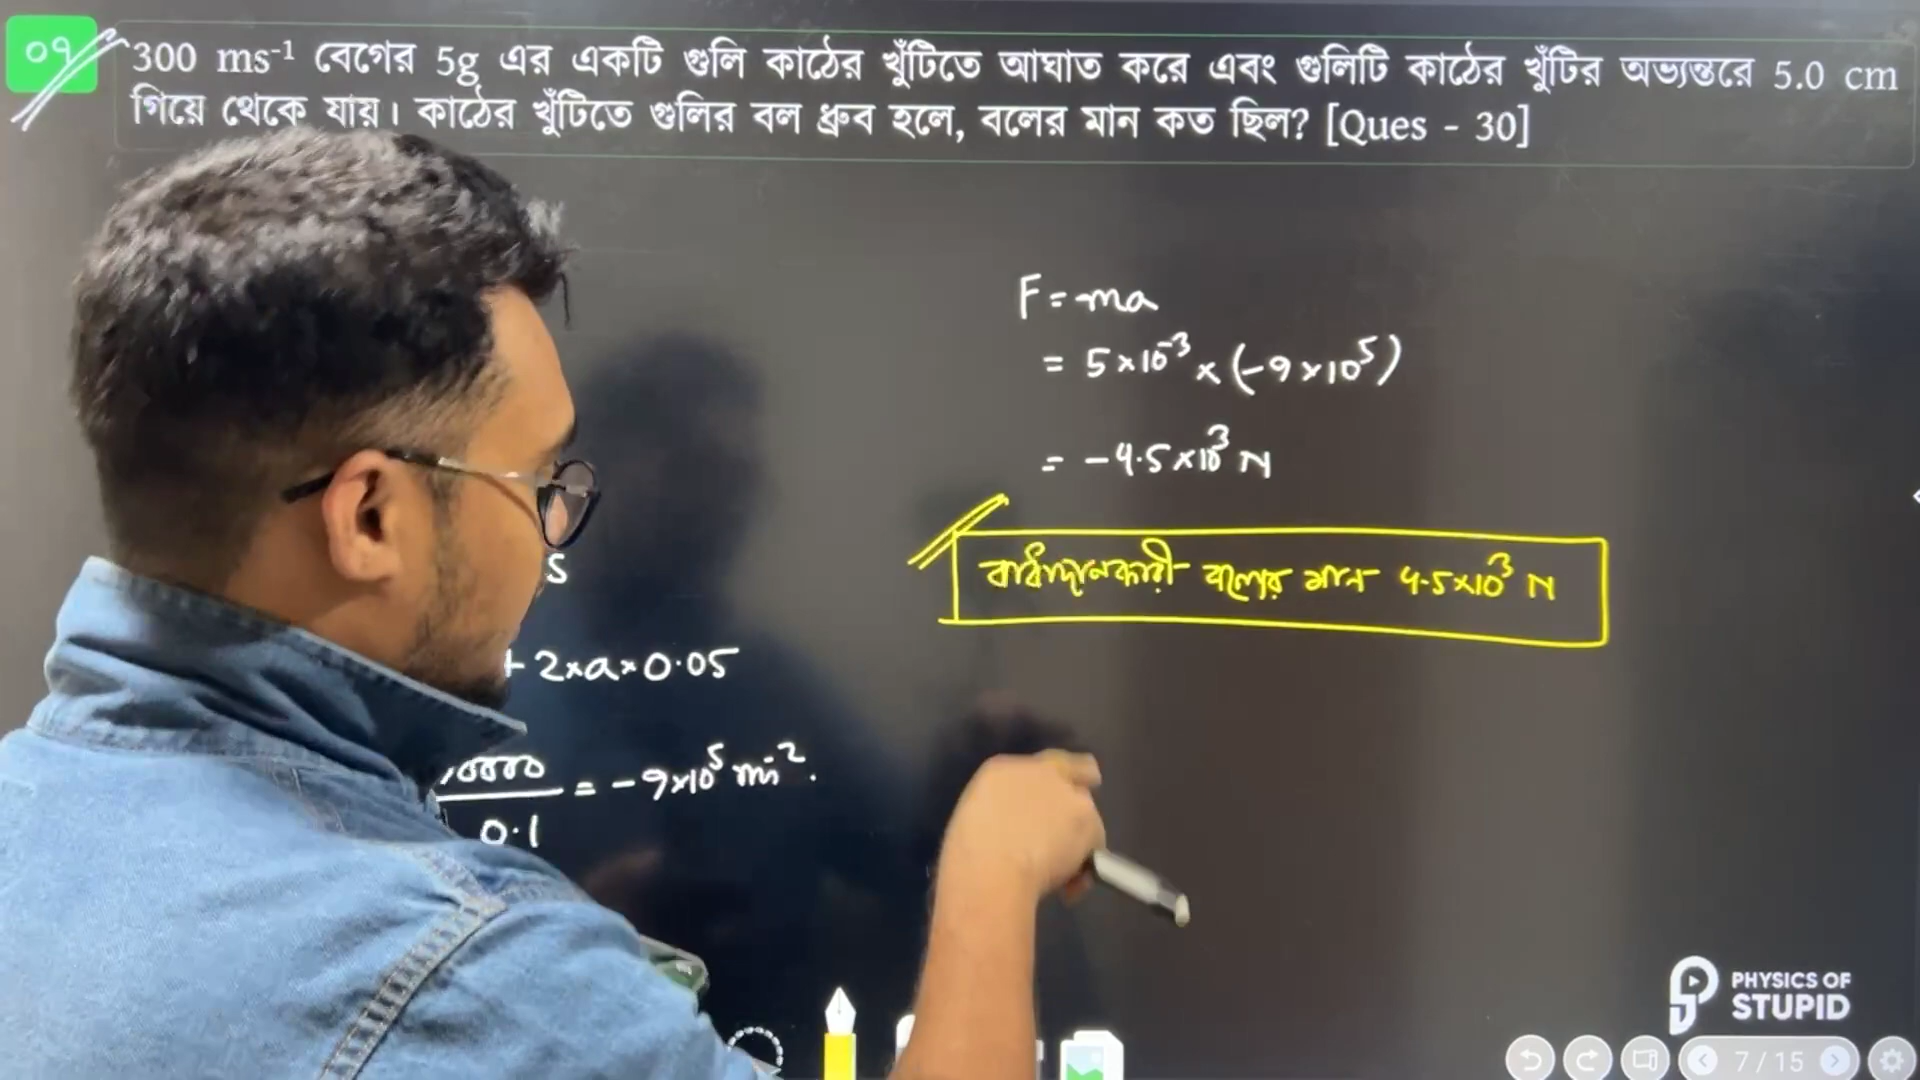 ০৭
300 ms⁻¹ বেগের 5g এর একটি গুলি কাঠের খুঁটিতে আঘাত করে এবং গুলিটি কাঠের খুঁটির অভ্যন্তরে 5.0 cm
গিয়ে থেকে যায়। কাঠের খুঁটিতে গুলির বল ধ্রুব হলে, বলের মান কত ছিল? [Ques - 30]
F = ma
= 5×10⁻³ × (-9×10⁵)
= -4.5×10³ N
বাধাদানকারী বলের মান 4.5×10³ N
s
+ 2×a×0.05
0000/0.1 = -9×10⁵ ms⁻².
PHYSICS OF
STUPID
7 / 15